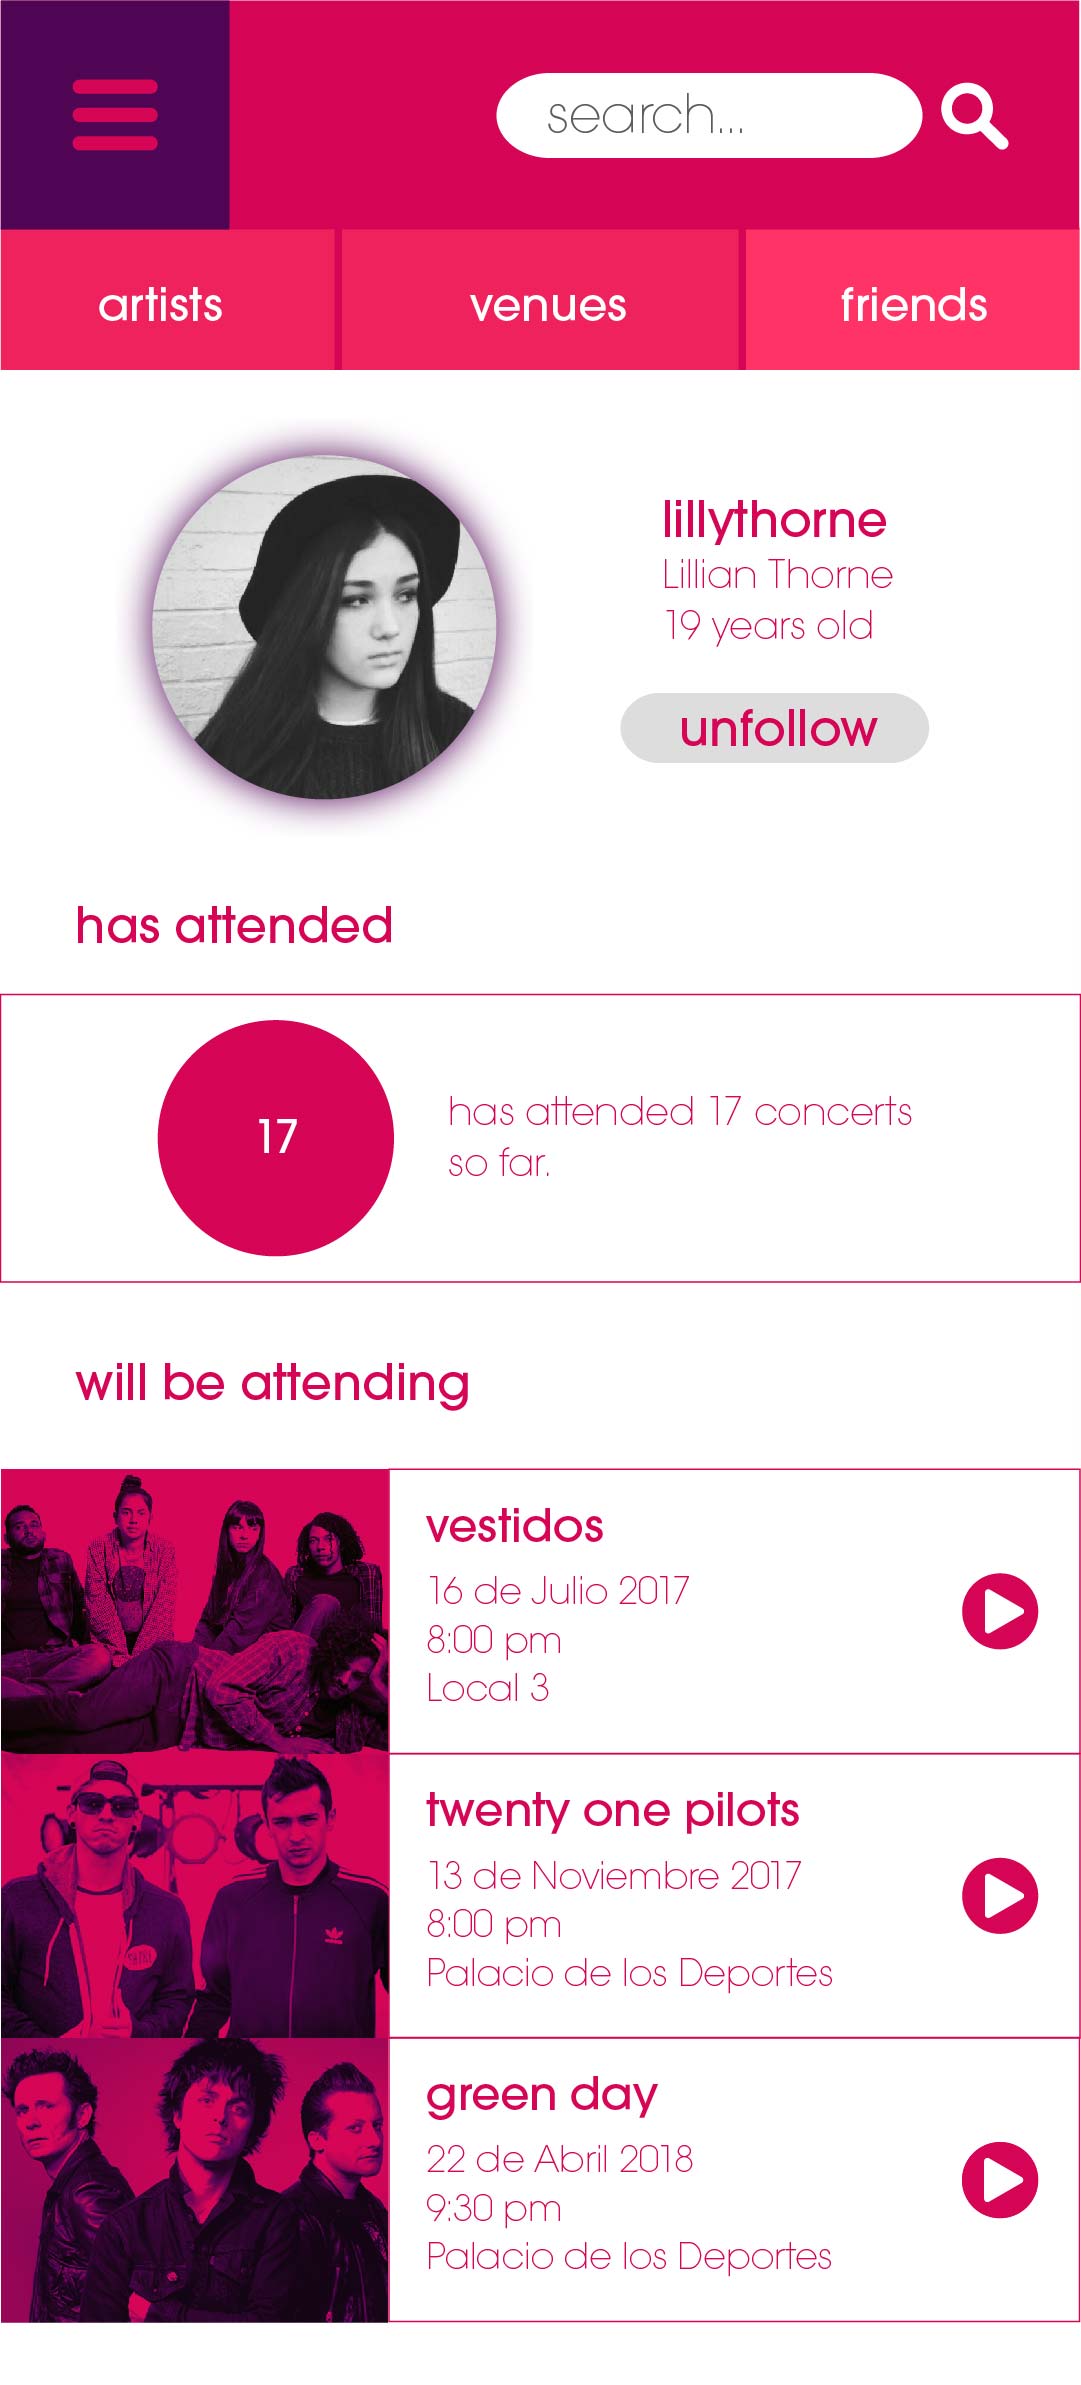 search...
artists
venues
friends
lillythorne
Lillian Thorne
19 years old
unfollow
has attended
17
has attended 17 concerts
so far.
will be attending
vestidos
16 de Julio 2017
8:00 pm
Local 3
twenty one pilots
13 de Noviembre 2017
8:00 pm
Palacio de los Deportes
green day
22 de Abril 2018
9:30 pm
Palacio de los Deportes